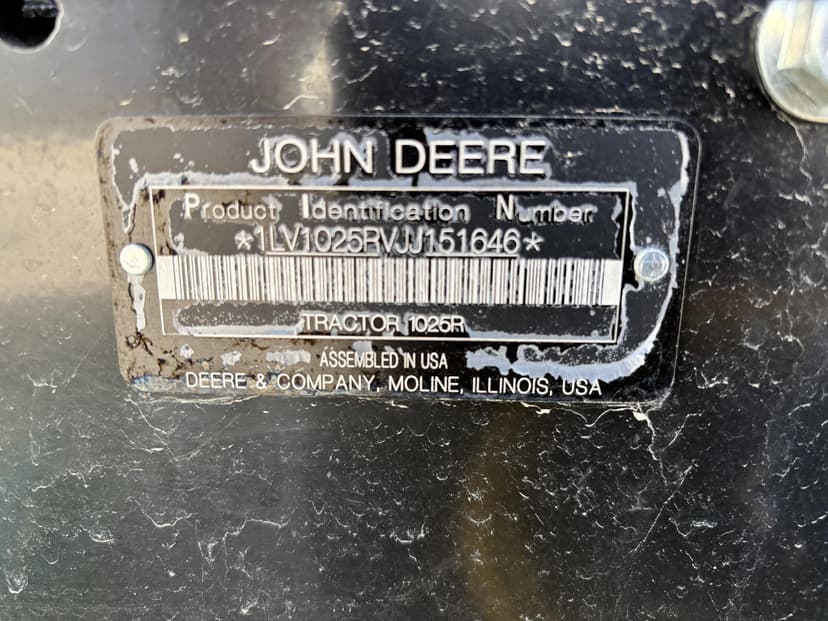 JOHN DEERE
Product Identification Number
*1LV1025RVJJ151646*
TRACTOR 1025R
ASSEMBLED IN USA
DEERE & COMPANY, MOLINE, ILLINOIS, USA